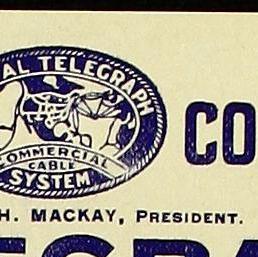 AL TELEGRAPH
COMMERCIAL
CABLE
SYSTEM
CO
H. MACKAY, PRESIDENT.